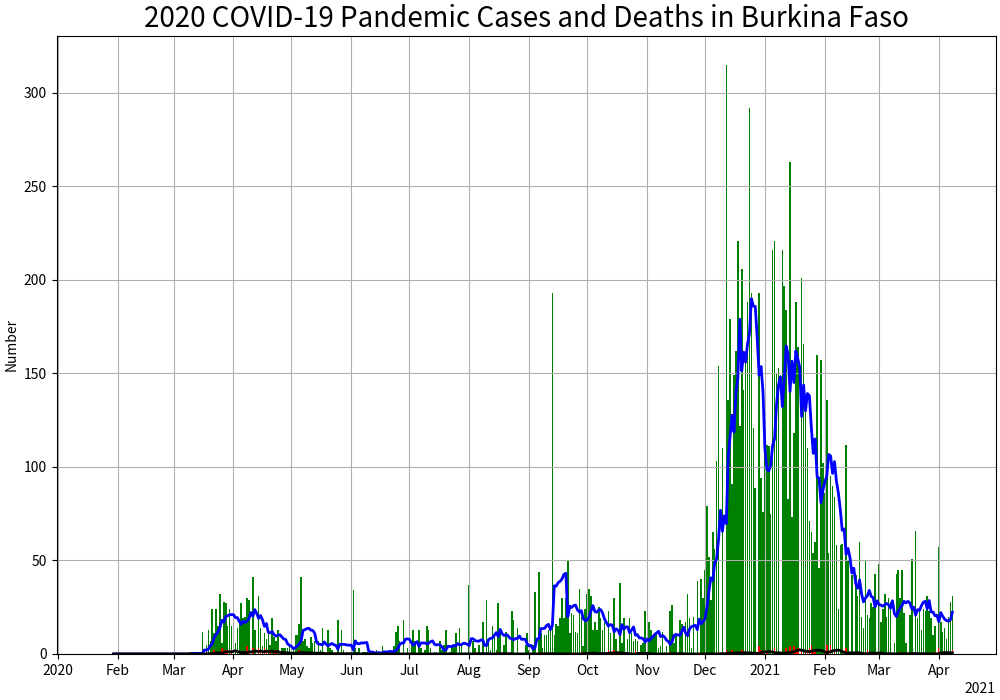 2020 COVID-19 Pandemic Cases and Deaths in Burkina Faso
300
250
200
150
100
50
0
Number
2020 Feb Mar Apr May Jun Jul Aug Sep Oct Nov Dec 2021 Feb Mar Apr
2021